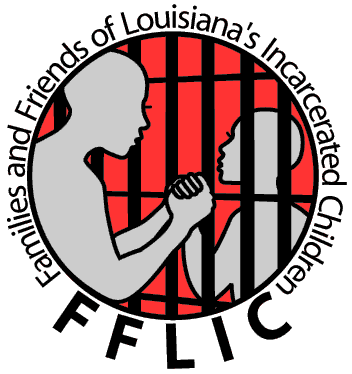 Families and Friends of Louisiana's Incarcerated Children
FFLIC